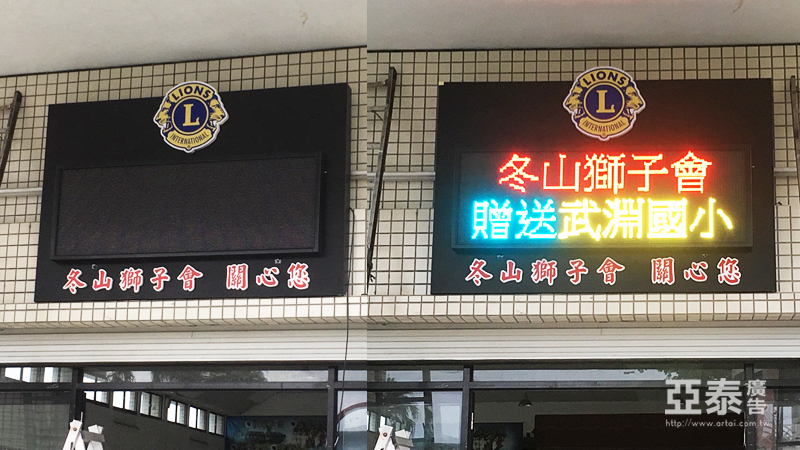 LIONS
L
INTERNATIONAL
冬山獅子會 關心您
LIONS
L
INTERNATIONAL
冬山獅子會
贈送武淵國小
冬山獅子會 關心您
亞泰廣告
http://www.artai.com.tw